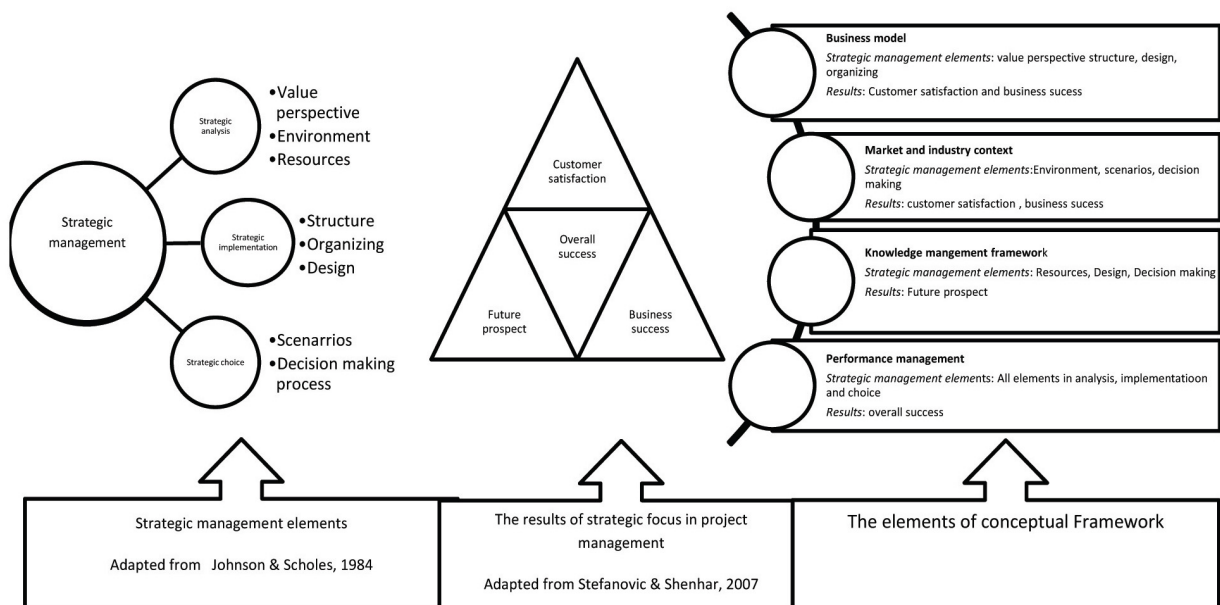 Strategic
management
Strategic
analysis
•Value
perspective
•Environment
•Resources
Strategic
implementation
•Structure
•Organizing
•Design
Strategic choice
•Scenarrios
•Decision making
process
Customer
satisfaction
Overall
success
Future
prospect
Business
success
Business model
Strategic management elements: value perspective structure, design,
organizing
Results: Customer satisfaction and business sucess
Market and industry context
Strategic management elements:Environment, scenarios, decision
making
Results: customer satisfaction , business sucess
Knowledge mangement framework
Strategic management elements: Resources, Design, Decision making
Results: Future prospect
Performance management
Strategic management elements: All elements in analysis, implementatioon
and choice
Results: overall success
Strategic management elements
Adapted from Johnson & Scholes, 1984
The results of strategic focus in project
management
Adapted from Stefanovic & Shenhar, 2007
The elements of conceptual Framework